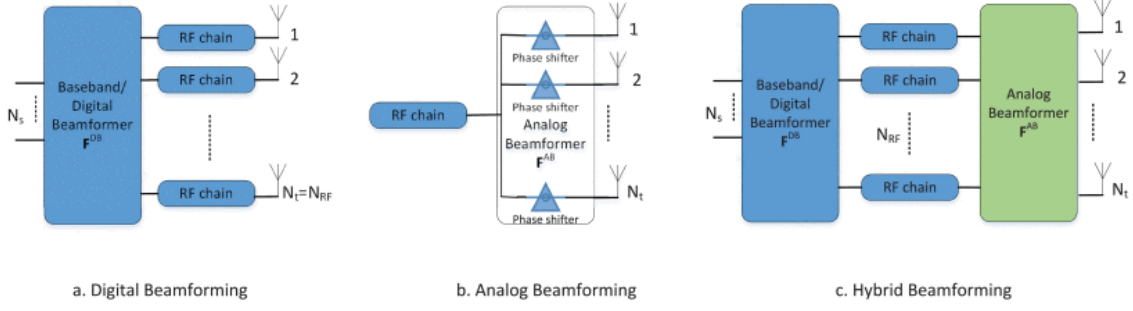 N_s
Baseband/
Digital
Beamformer
F^DB
RF chain
1
RF chain
2
RF chain
N_t=N_RF
a. Digital Beamforming
RF chain
Phase shifter
1
Phase shifter
2
Analog
Beamformer
F^AB
Phase shifter
N_t
b. Analog Beamforming
N_s
Baseband/
Digital
Beamformer
F^DB
RF chain
RF chain
N_RF
RF chain
Analog
Beamformer
F^AB
1
2
N_t
c. Hybrid Beamforming